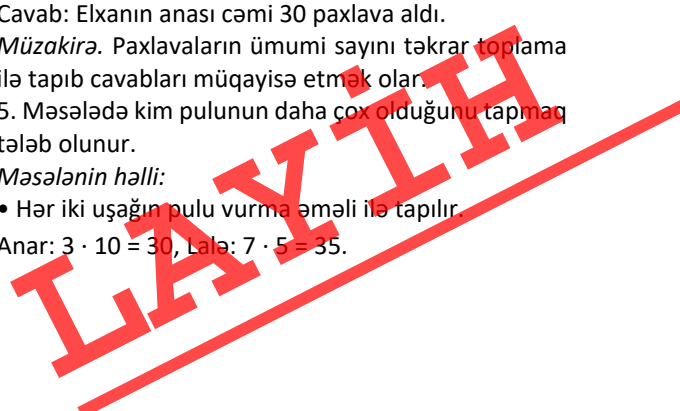 Cavab: Elxanın anası cəmi 30 paxlava aldı.
Müzakirə. Paxlavaların ümumi sayını təkrar toplama
ilə tapıb cavabları müqayisə etmək olar.
5. Məsələdə kim pulunun daha çox olduğunu tapmaq
tələb olunur.
Məsələnin həlli:
• Hər iki uşağın pulu vurma əməli ilə tapılır.
Anar: 3 · 10 = 30, Lalə: 7 · 5 = 35.
LAYİH